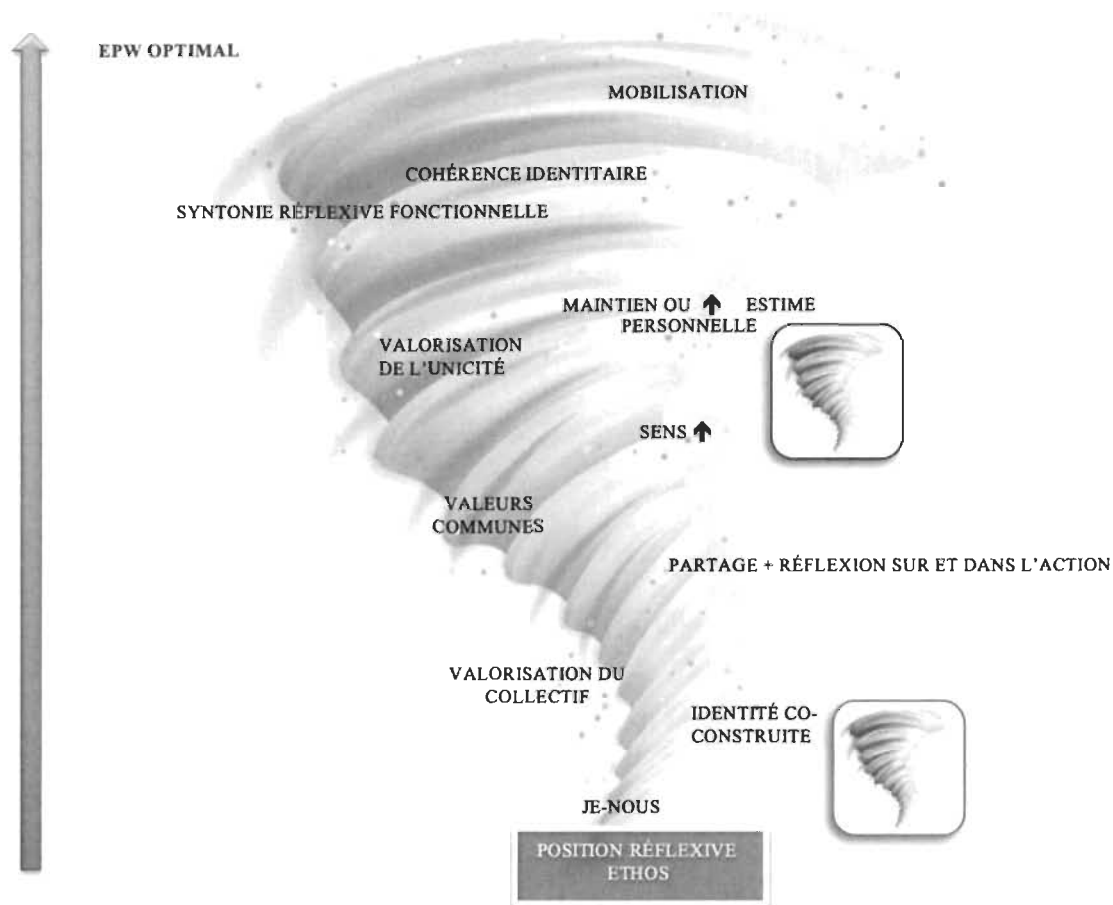 EPW OPTIMAL
MOBILISATION
COHÉRENCE IDENTITAIRE
SYNTONIE RÉFLEXIVE FONCTIONNELLE
MAINTIEN OU ↑ ESTIME
PERSONNELLE
VALORISATION
DE L'UNICITÉ
SENS ↑
VALEURS
COMMUNES
PARTAGE + RÉFLEXION SUR ET DANS L'ACTION
VALORISATION DU
COLLECTIF
IDENTITÉ CO-
CONSTRUITE
JE-NOUS
POSITION RÉFLEXIVE
ETHOS